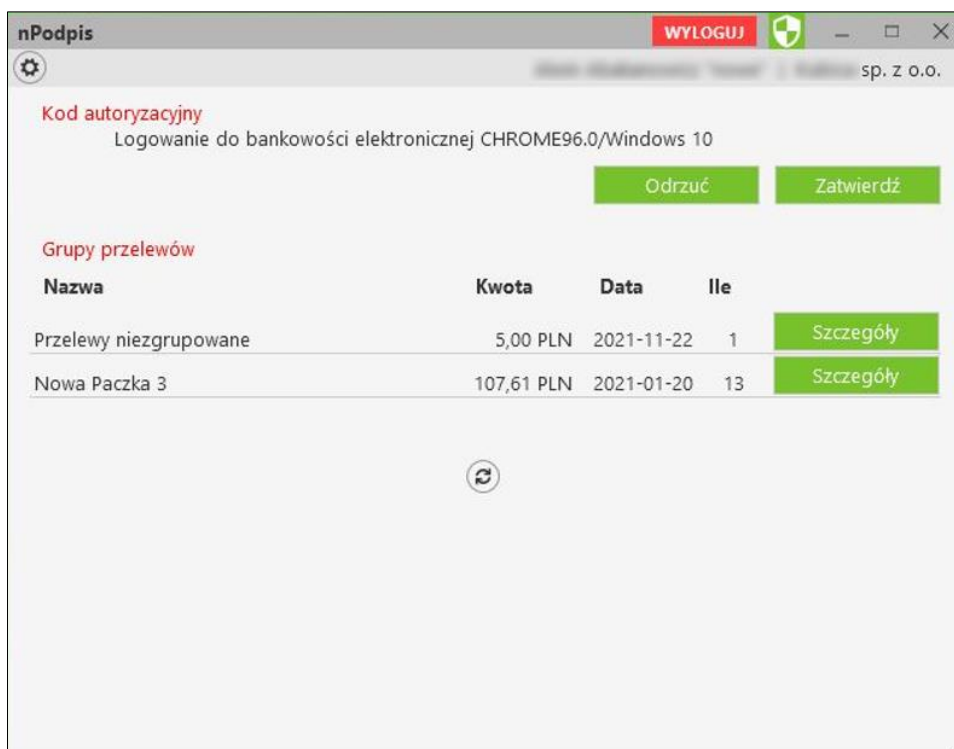 nPodpis WYLOGUJ
sp. z o.o.
Kod autoryzacyjny
Logowanie do bankowości elektronicznej CHROME96.0/Windows 10
Odrzuć Zatwierdź
Grupy przelewów
Nazwa Kwota Data Ile
Przelewy niezgrupowane 5,00 PLN 2021-11-22 1 Szczegóły
Nowa Paczka 3 107,61 PLN 2021-01-20 13 Szczegóły